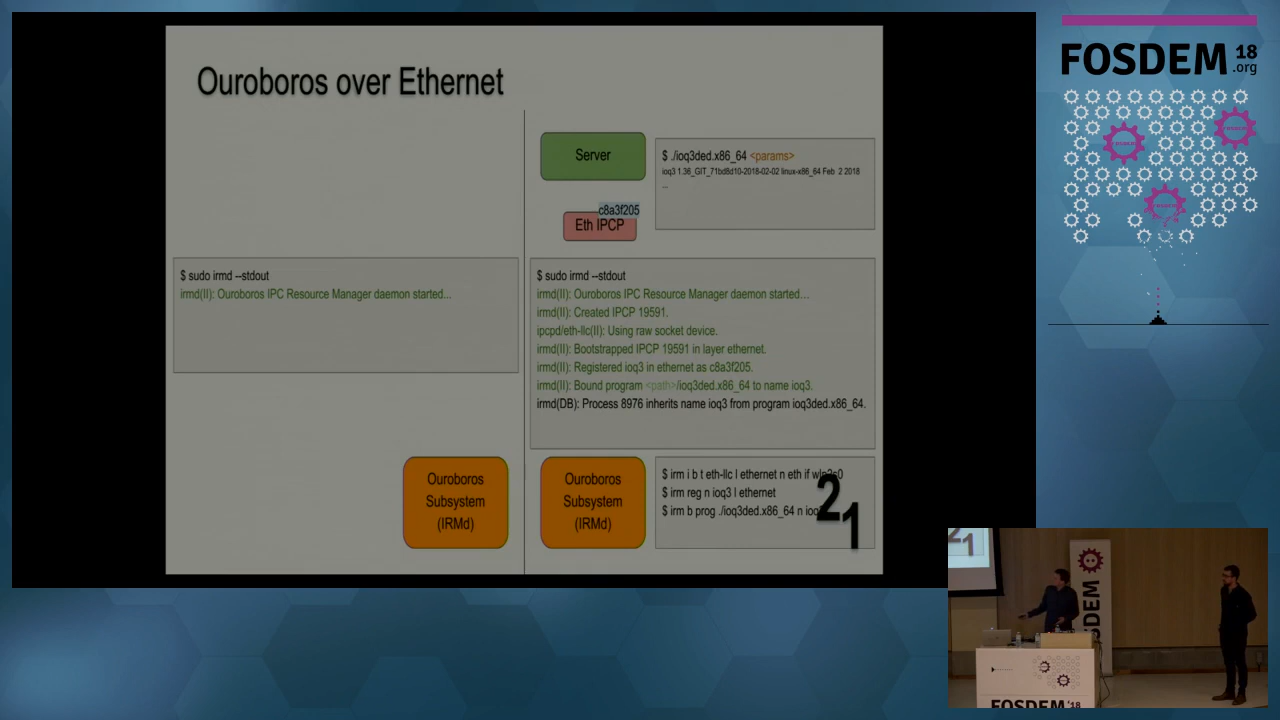 Ouroboros over Ethernet
Server
$ ./ioq3ded.x86_64 <params>
ioq3 1.36_GIT_71bd8d10-2018-02-02 linux-x86_64 Feb 2 2018
...
c8a3f205
Eth IPCP
$ sudo irmd --stdout
irmd(II): Ouroboros IPC Resource Manager daemon started...
$ sudo irmd --stdout
irmd(II): Ouroboros IPC Resource Manager daemon started...
irmd(II): Created IPCP 19591.
ipcpd/eth-llc(II): Using raw socket device.
irmd(II): Bootstrapped IPCP 19591 in layer ethernet.
irmd(II): Registered ioq3 in ethernet as c8a3f205.
irmd(II): Bound program <path>/ioq3ded.x86_64 to name ioq3.
irmd(DB): Process 8976 inherits name ioq3 from program ioq3ded.x86_64.
Ouroboros
Subsystem
(IRMd)
Ouroboros
Subsystem
(IRMd)
$ irm i b t eth-llc l ethernet n eth if wlp2s0
$ irm reg n ioq3 l ethernet
$ irm b prog ./ioq3ded.x86_64 n ioq3
21
FOSDEM 18
.org
21
FOSDEM
FOSDEM '18